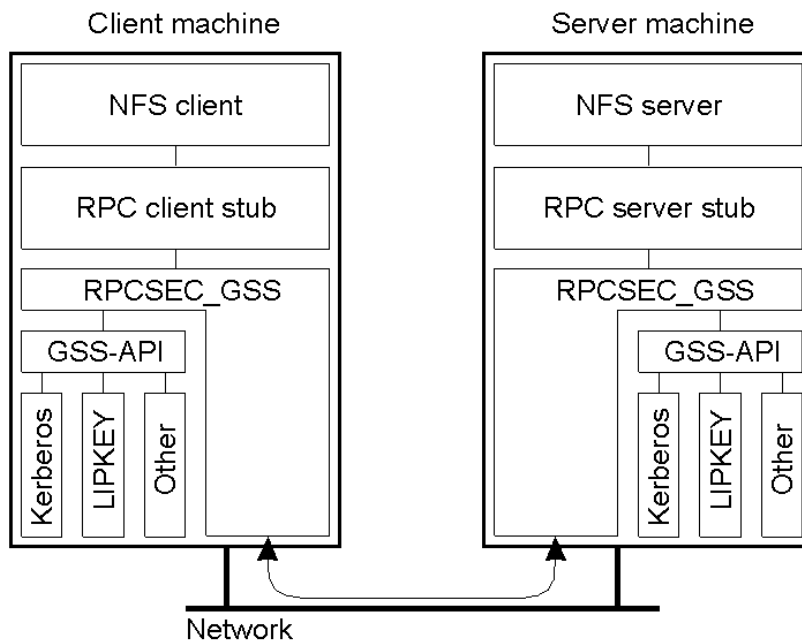 Client machine
Server machine
NFS client
NFS server
RPC client stub
RPC server stub
RPCSEC_GSS
RPCSEC_GSS
GSS-API
GSS-API
Kerberos
LIPKEY
Other
Kerberos
LIPKEY
Other
Network